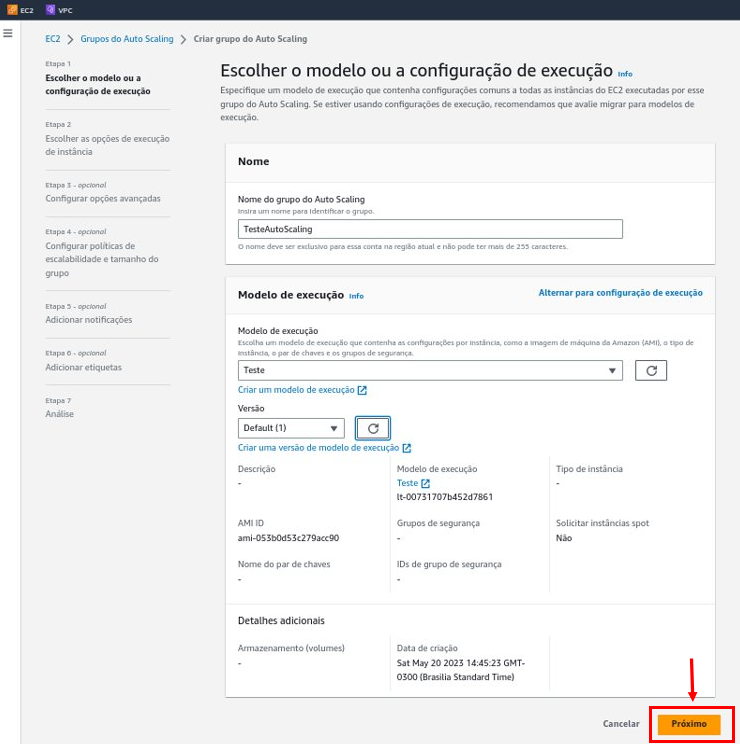 EC2 VPC
EC2 > Grupos do Auto Scaling > Criar grupo do Auto Scaling
Etapa 1
Escolher o modelo ou a
configuração de execução
Etapa 2
Escolher as opções de execução
de instância
Etapa 3 - opcional
Configurar opções avançadas
Etapa 4 - opcional
Configurar políticas de
escalabilidade e tamanho do
grupo
Etapa 5 - opcional
Adicionar notificações
Etapa 6 - opcional
Adicionar etiquetas
Etapa 7
Análise
Escolher o modelo ou a configuração de execução Info
Especifique um modelo de execução que contenha configurações comuns a todas as instâncias do EC2 executadas por esse
grupo do Auto Scaling. Se estiver usando configurações de execução, recomendamos que avalie migrar para modelos de
execução.
Nome
Nome do grupo do Auto Scaling
Insira um nome para identificar o grupo.
TesteAutoScaling
O nome deve ser exclusivo para essa conta na região atual e não pode ter mais de 255 caracteres.
Modelo de execução Info
Alternar para configuração de execução
Modelo de execução
Escolha um modelo de execução que contenha as configurações por instância, como a imagem de máquina da Amazon (AMI), o tipo de
instância, o par de chaves e os grupos de segurança.
Teste
Criar um modelo de execução
Versão
Default (1)
Criar uma versão de modelo de execução
Descrição
-
Modelo de execução
Teste
lt-00731707b452d7861
Tipo de instância
-
AMI ID
ami-053b0d53c279acc90
Grupos de segurança
-
Solicitar instâncias spot
Não
Nome do par de chaves
-
IDs de grupo de segurança
-
Detalhes adicionais
Armazenamento (volumes)
-
Data de criação
Sat May 20 2023 14:45:23 GMT-
0300 (Brasilia Standard Time)
Cancelar
Próximo